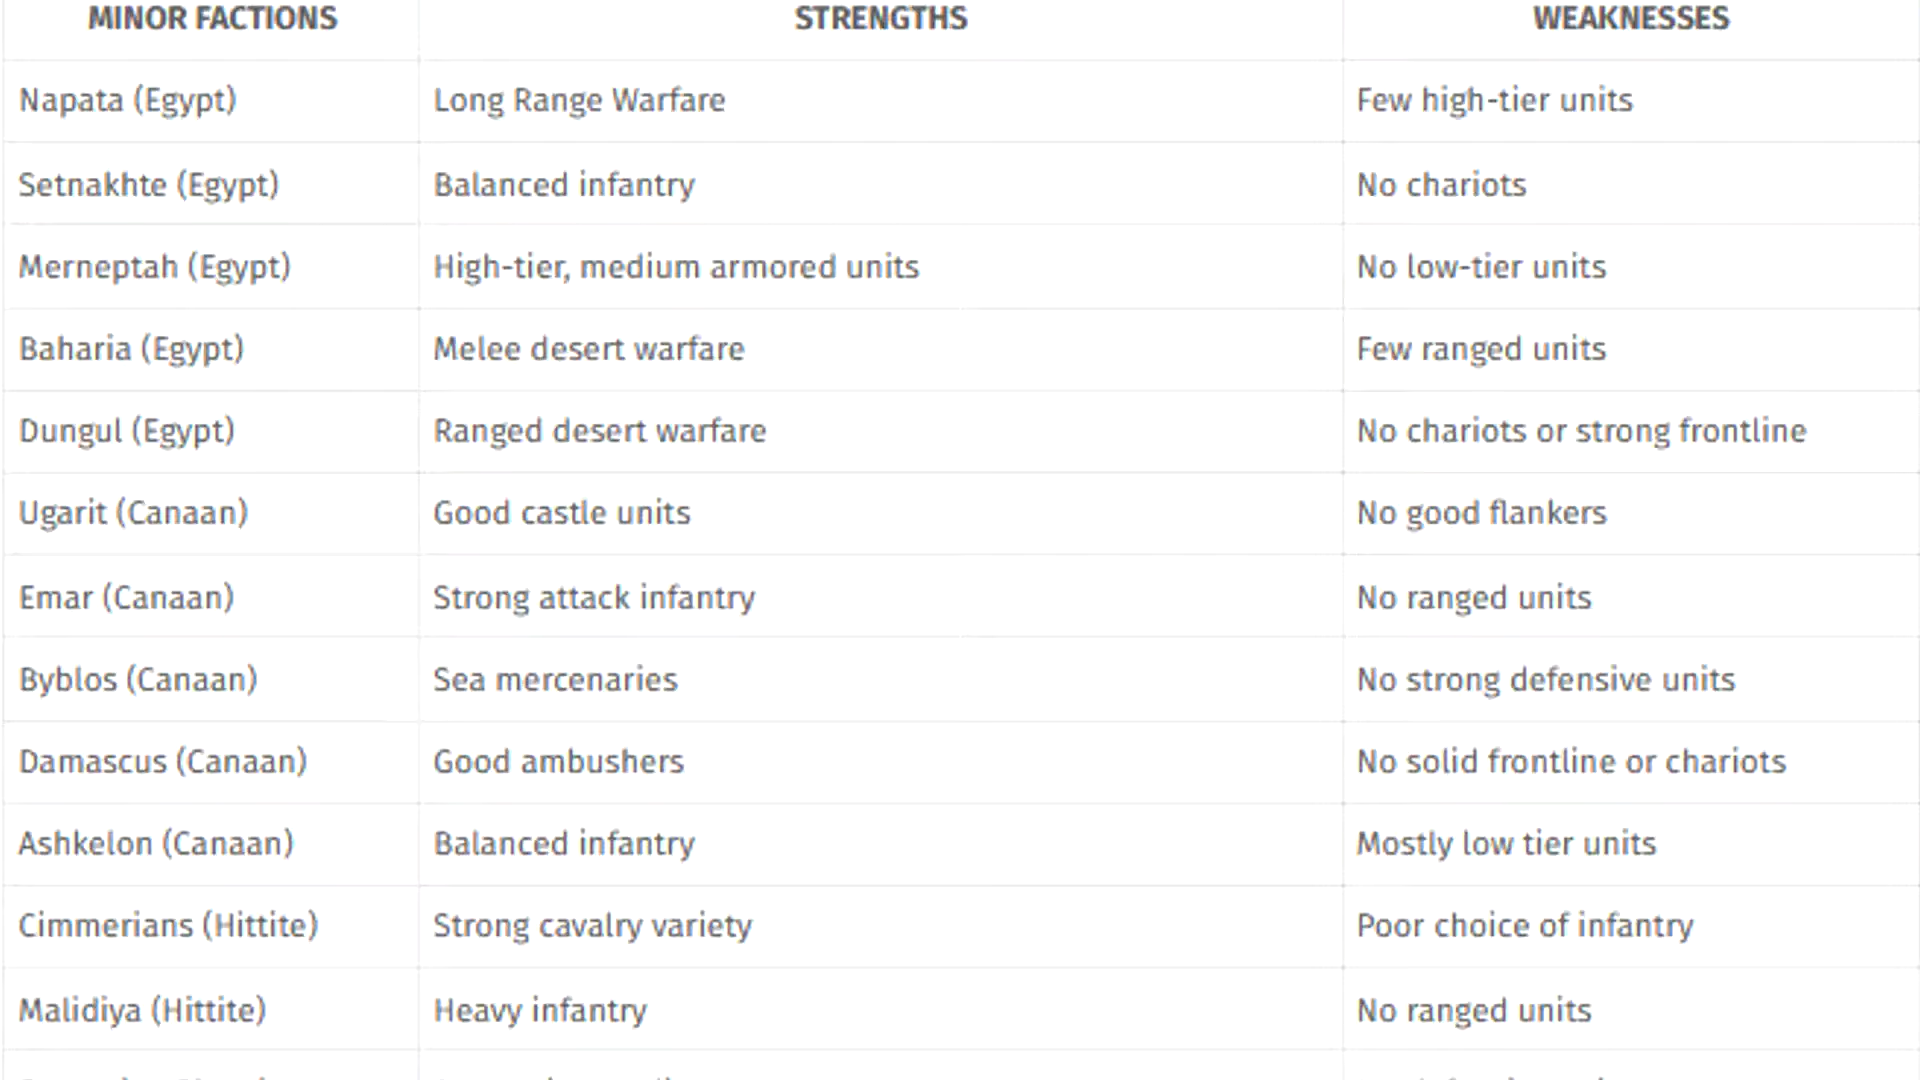 MINOR FACTIONS STRENGTHS WEAKNESSES
Napata (Egypt) Long Range Warfare Few high-tier units
Setnakhte (Egypt) Balanced infantry No chariots
Merneptah (Egypt) High-tier, medium armored units No low-tier units
Baharia (Egypt) Melee desert warfare Few ranged units
Dungul (Egypt) Ranged desert warfare No chariots or strong frontline
Ugarit (Canaan) Good castle units No good flankers
Emar (Canaan) Strong attack infantry No ranged units
Byblos (Canaan) Sea mercenaries No strong defensive units
Damascus (Canaan) Good ambushers No solid frontline or chariots
Ashkelon (Canaan) Balanced infantry Mostly low tier units
Cimmerians (Hittite) Strong cavalry variety Poor choice of infantry
Malidiya (Hittite) Heavy infantry No ranged units